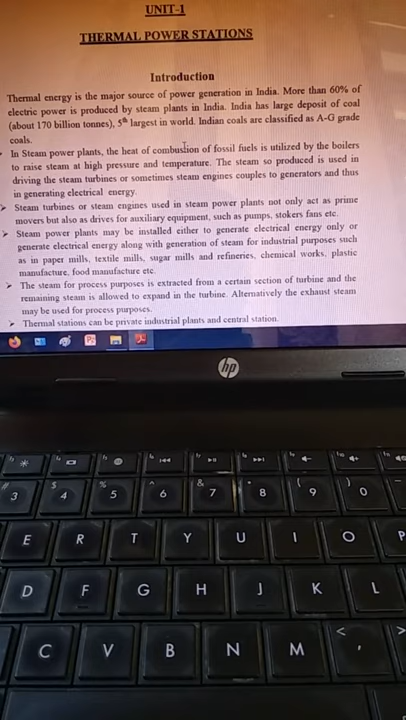 UNIT-1
THERMAL POWER STATIONS
Introduction
Thermal energy is the major source of power generation in India. More than 60% of
electric power is produced by steam plants in India. India has large deposit of coal
(about 170 billion tonnes), 5th largest in world. Indian coals are classified as A-G grade
coals.
In Steam power plants, the heat of combustion of fossil fuels is utilized by the boilers
to raise steam at high pressure and temperature. The steam so produced is used in
driving the steam turbines or sometimes steam engines couples to generators and thus
in generating electrical energy.
➢ Steam turbines or steam engines used in steam power plants not only act as prime
movers but also as drives for auxiliary equipment, such as pumps, stokers fans etc.
➢ Steam power plants may be installed either to generate electrical energy only or
generate electrical energy along with generation of steam for industrial purposes such
as in paper mills, textile mills, sugar mills and refineries, chemical works, plastic
manufacture, food manufacture etc.
➢ The steam for process purposes is extracted from a certain section of turbine and the
remaining steam is allowed to expand in the turbine. Alternatively the exhaust steam
may be used for process purposes.
➢ Thermal stations can be private industrial plants and central station.
hp
# 3 $ 4 % 5 ^ 6 & 7 * 8 ( 9 ) 0
E R T Y U I O P
D F G H J K L
C V B N M < , >